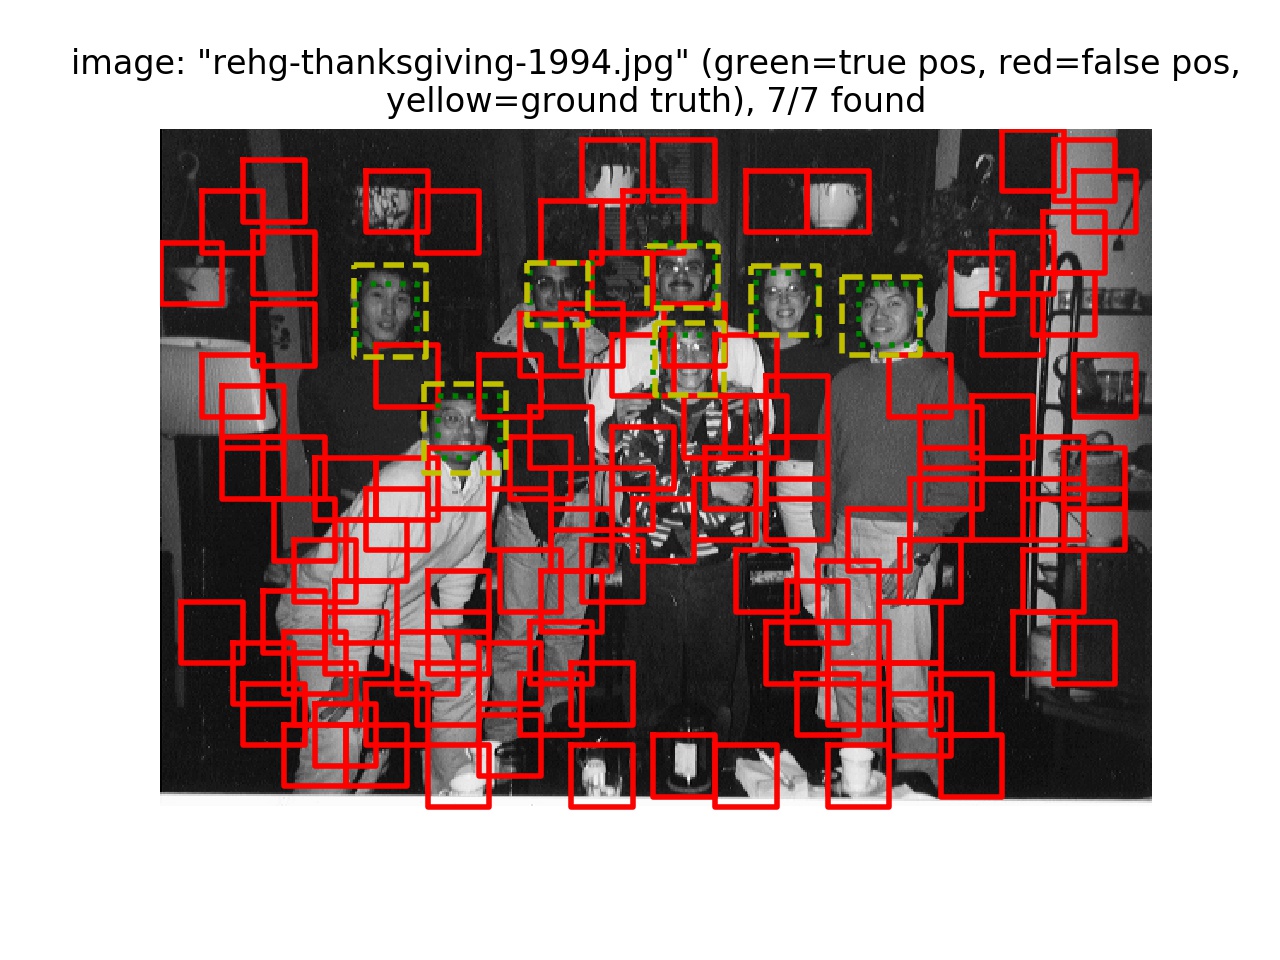 image: "rehg-thanksgiving-1994.jpg" (green=true pos, red=false pos,
yellow=ground truth), 7/7 found